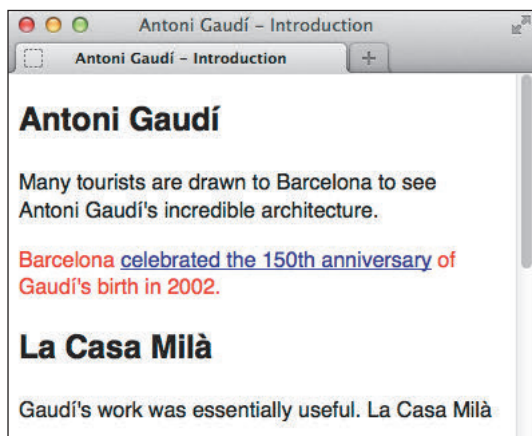 Antoni Gaudí – Introduction
Antoni Gaudí – Introduction
Antoni Gaudí
Many tourists are drawn to Barcelona to see
Antoni Gaudí's incredible architecture.
Barcelona celebrated the 150th anniversary of
Gaudí's birth in 2002.
La Casa Milà
Gaudí's work was essentially useful. La Casa Milà